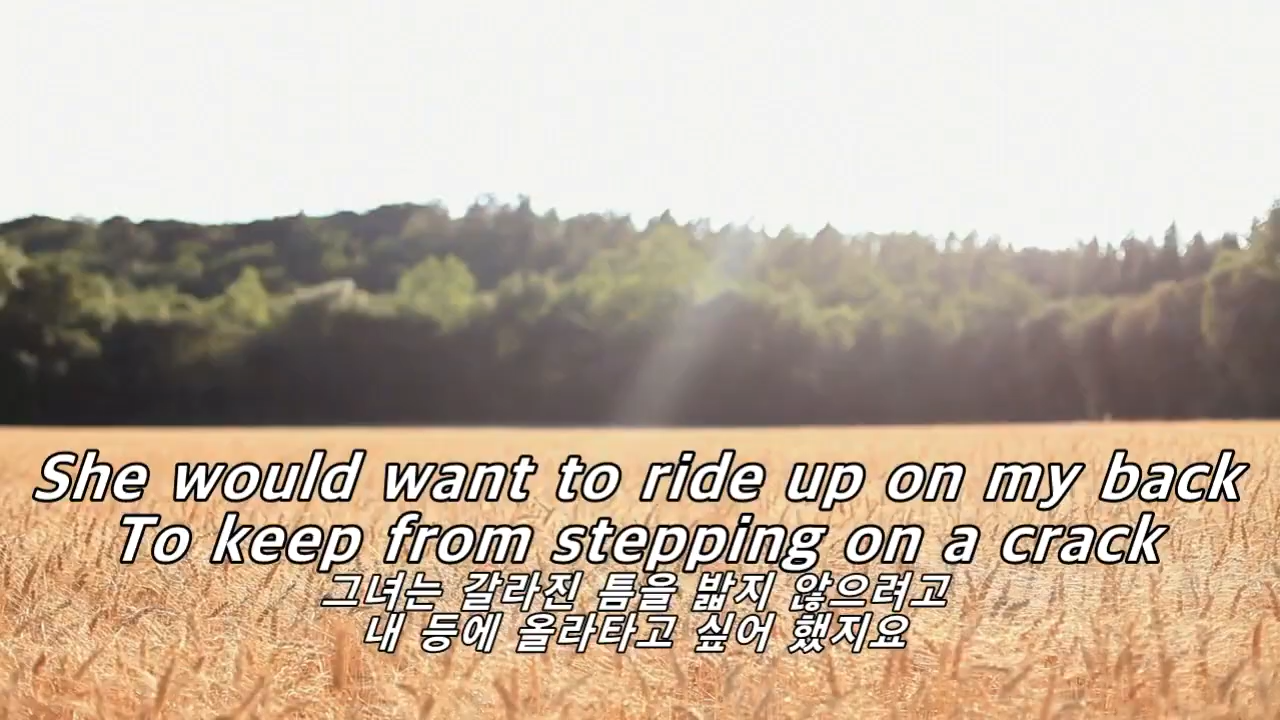 She would want to ride up on my back
To keep from stepping on a crack
그녀는 갈라진 틈을 밟지 않으려고
내 등에 올라타고 싶어 했지요